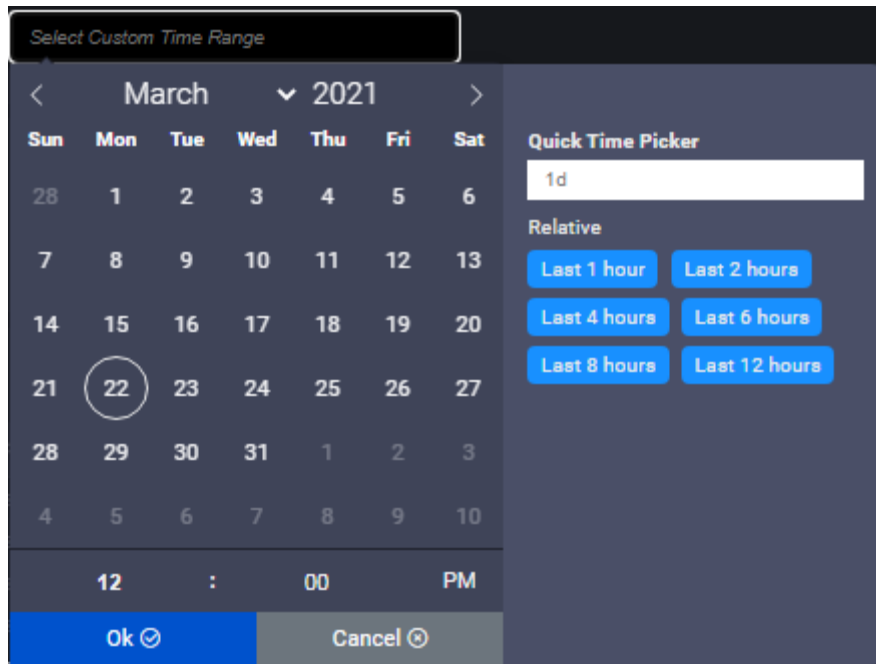 Select Custom Time Range
March 2021
Sun Mon Tue Wed Thu Fri Sat
28 1 2 3 4 5 6
7 8 9 10 11 12 13
14 15 16 17 18 19 20
21 22 23 24 25 26 27
28 29 30 31 1 2 3
4 5 6 7 8 9 10
12 : 00 PM
Ok Cancel
Quick Time Picker
1d
Relative
Last 1 hour Last 2 hours
Last 4 hours Last 6 hours
Last 8 hours Last 12 hours